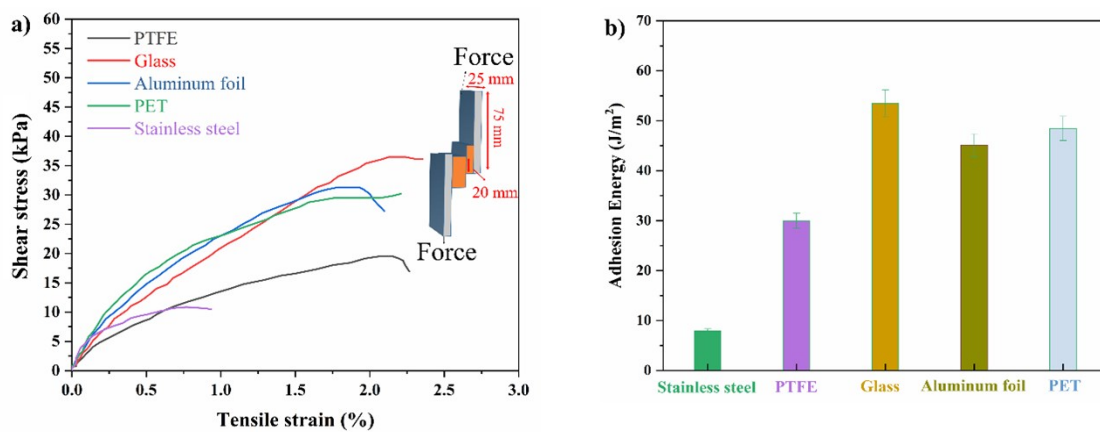 a)
60
55
50
45
40
35
30
25
20
15
10
5
0
Shear stress (kPa)
PTFE
Glass
Aluminum foil
PET
Stainless steel
Force
25 mm
75 mm
20 mm
Force
0.0 0.5 1.0 1.5 2.0 2.5 3.0
Tensile strain (%)
b)
70
60
50
40
30
20
10
0
Adhesion Energy (J/m²)
Stainless steel PTFE Glass Aluminum foil PET